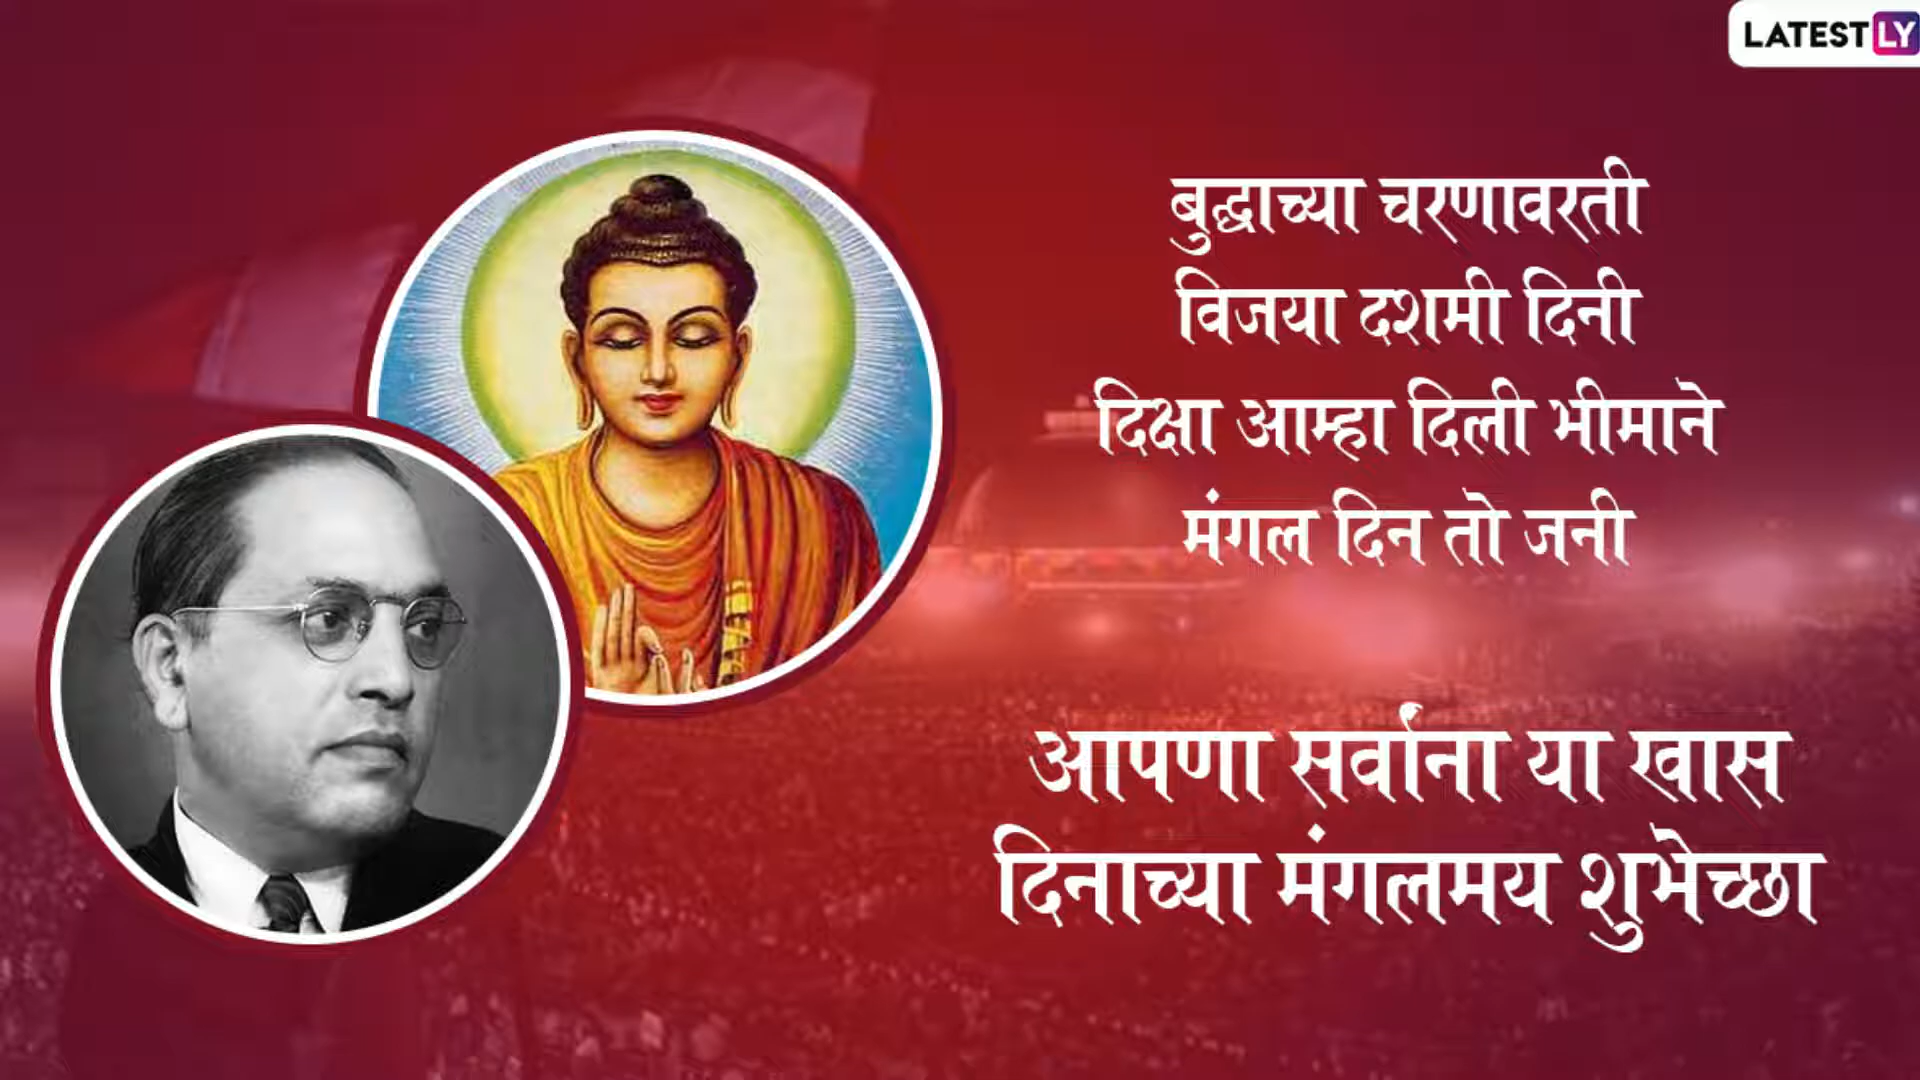 LATESTLY
बुद्धाच्या चरणावरती
विजया दशमी दिनी
दिक्षा आम्हा दिली भीमाने
मंगल दिन तो जनी
आपणा सर्वांना या खास
दिनाच्या मंगलमय शुभेच्छा